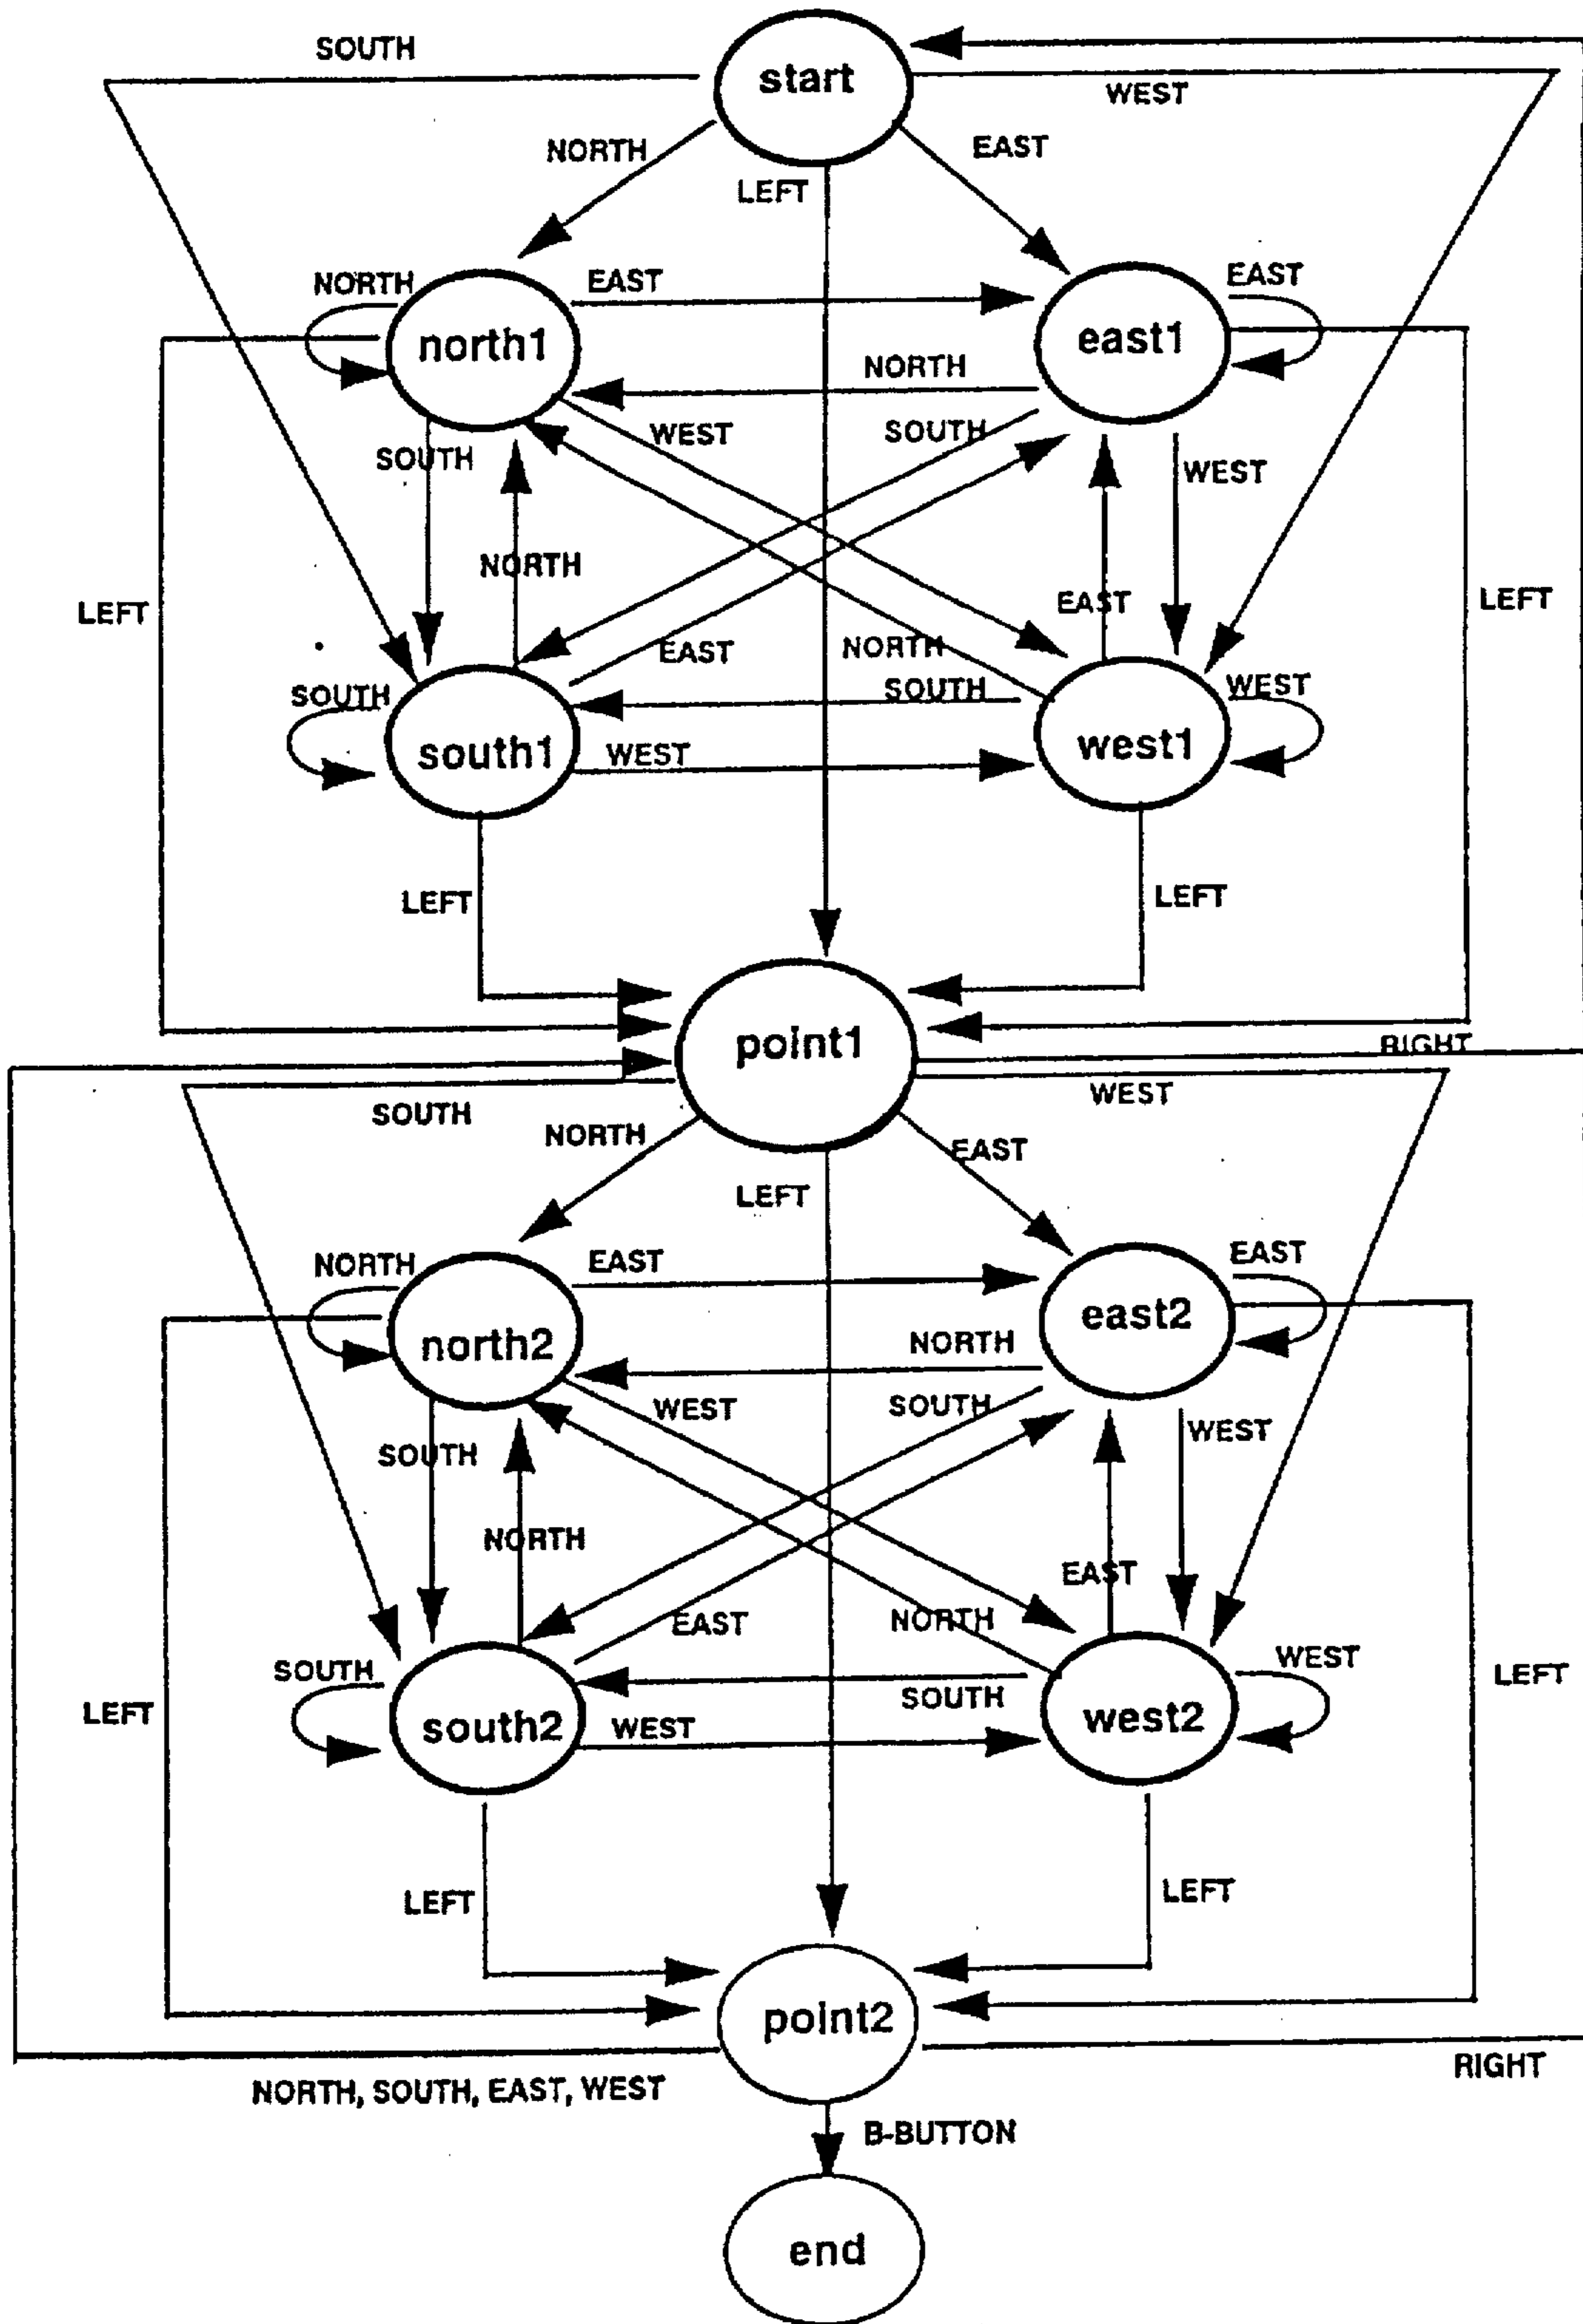 SOUTH
start
WEST
NORTH
EAST
LEFT
NORTH
EAST
EAST
north1
east1
NORTH
WEST
SOUTH
SOUTH
WEST
NORTH
EAST
LEFT
LEFT
EAST
NORTH
SOUTH
SOUTH
WEST
south1
WEST
west1
LEFT
LEFT
point1
RIGHT
SOUTH
WEST
NORTH
EAST
LEFT
NORTH
EAST
EAST
north2
east2
NORTH
WEST
SOUTH
SOUTH
WEST
NORTH
EAST
EAST
NORTH
SOUTH
WEST
LEFT
SOUTH
LEFT
south2
WEST
west2
LEFT
LEFT
point2
RIGHT
NORTH, SOUTH, EAST, WEST
B-BUTTON
end